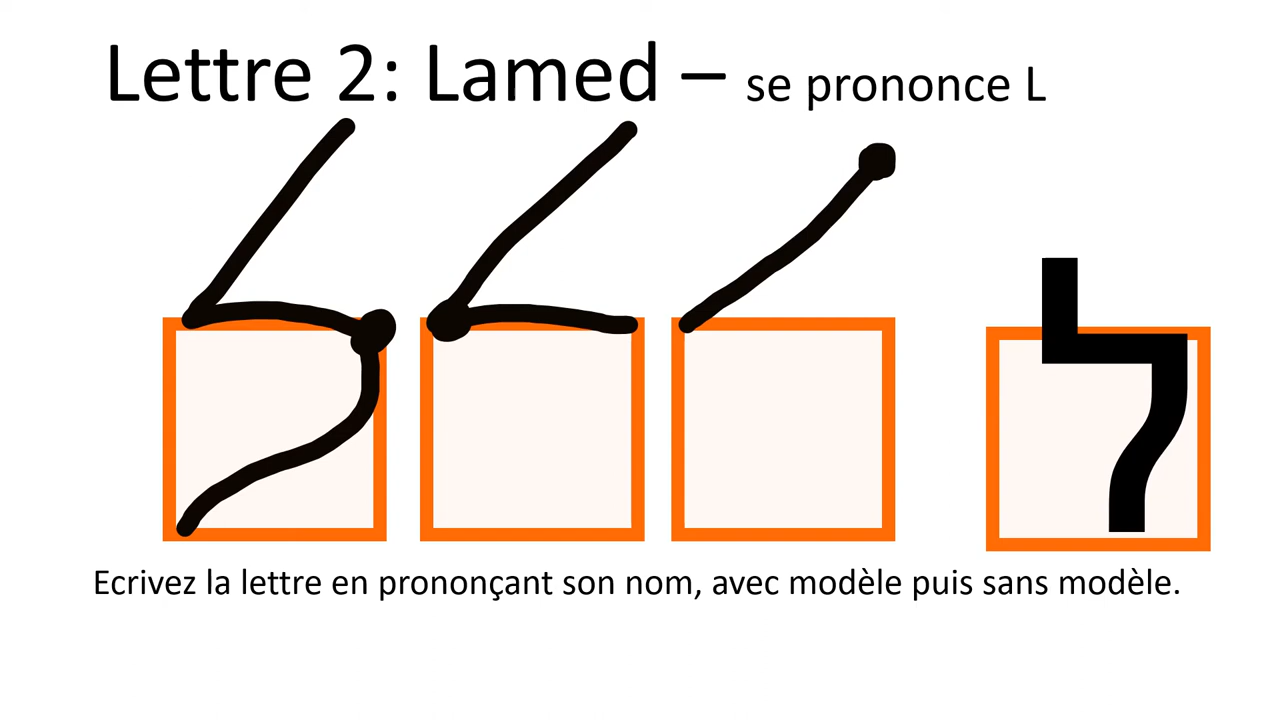 Lettre 2: Lamed – se prononce L
ל
Ecrivez la lettre en prononçant son nom, avec modèle puis sans modèle.